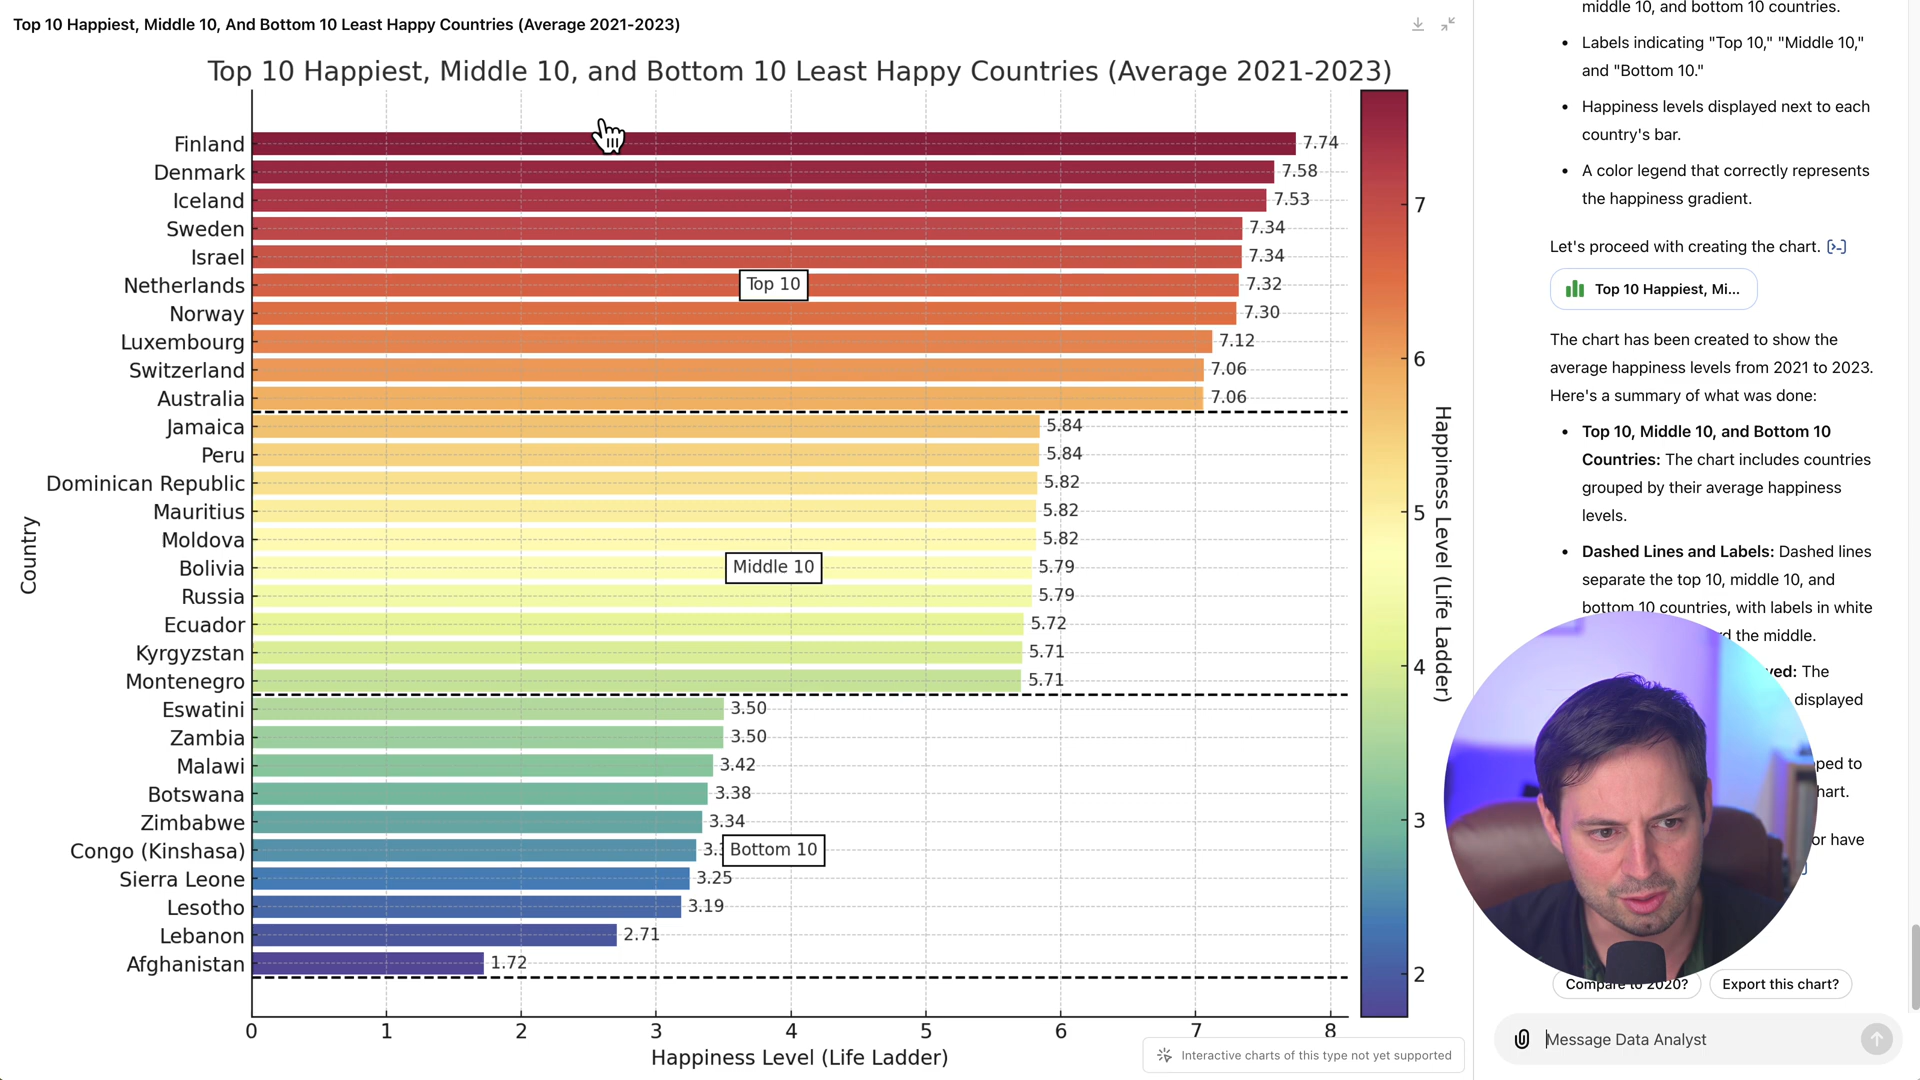 Top 10 Happiest, Middle 10, And Bottom 10 Least Happy Countries (Average 2021-2023)
Top 10 Happiest, Middle 10, and Bottom 10 Least Happy Countries (Average 2021-2023)
Country
Finland 7.74
Denmark 7.58
Iceland 7.53
Sweden 7.34
Israel 7.34
Netherlands Top 10 7.32
Norway 7.30
Luxembourg 7.12
Switzerland 7.06
Australia 7.06
Jamaica 5.84
Peru 5.84
Dominican Republic 5.82
Mauritius 5.82
Moldova 5.82
Bolivia Middle 10 5.79
Russia 5.79
Ecuador 5.72
Kyrgyzstan 5.71
Montenegro 5.71
Eswatini 3.50
Zambia 3.50
Malawi 3.42
Botswana 3.38
Zimbabwe 3.34
Congo (Kinshasa) Bottom 10
Sierra Leone 3.25
Lesotho 3.19
Lebanon 2.71
Afghanistan 1.72
0 1 2 3 4 5 6 7 8
Happiness Level (Life Ladder)
7
6
5
4
3
2
Happiness Level (Life Ladder)
Interactive charts of this type not yet supported
middle 10, and bottom 10 countries.
• Labels indicating "Top 10," "Middle 10,"
and "Bottom 10."
• Happiness levels displayed next to each
country's bar.
• A color legend that correctly represents
the happiness gradient.
Let's proceed with creating the chart.
Top 10 Happiest, Mi...
The chart has been created to show the
average happiness levels from 2021 to 2023.
Here's a summary of what was done:
• Top 10, Middle 10, and Bottom 10
Countries: The chart includes countries
grouped by their average happiness
levels.
• Dashed Lines and Labels: Dashed lines
separate the top 10, middle 10, and
bottom 10 countries, with labels in white
the middle.
The
displayed
to
or have
Compare to 2020?
Export this chart?
Message Data Analyst